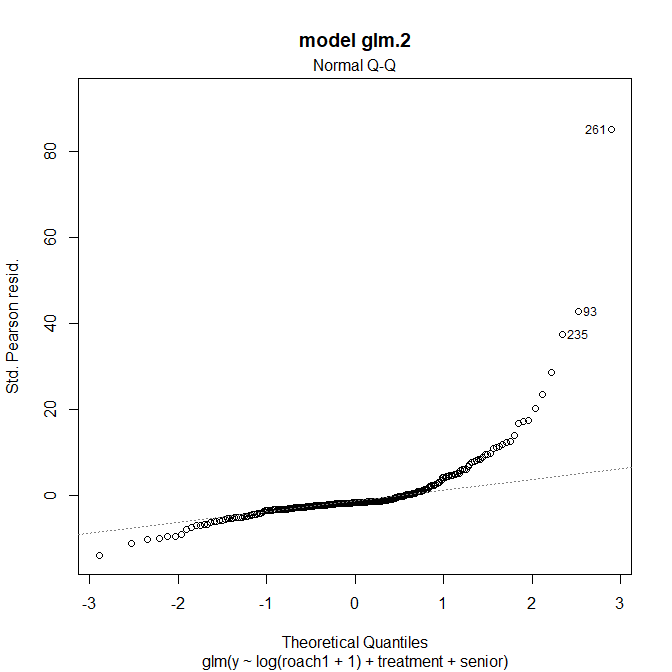 model glm.2
Normal Q-Q
261
93
235
80
60
40
20
0
Std. Pearson resid.
-3 -2 -1 0 1 2 3
Theoretical Quantiles
glm(y ~ log(roach1 + 1) + treatment + senior)